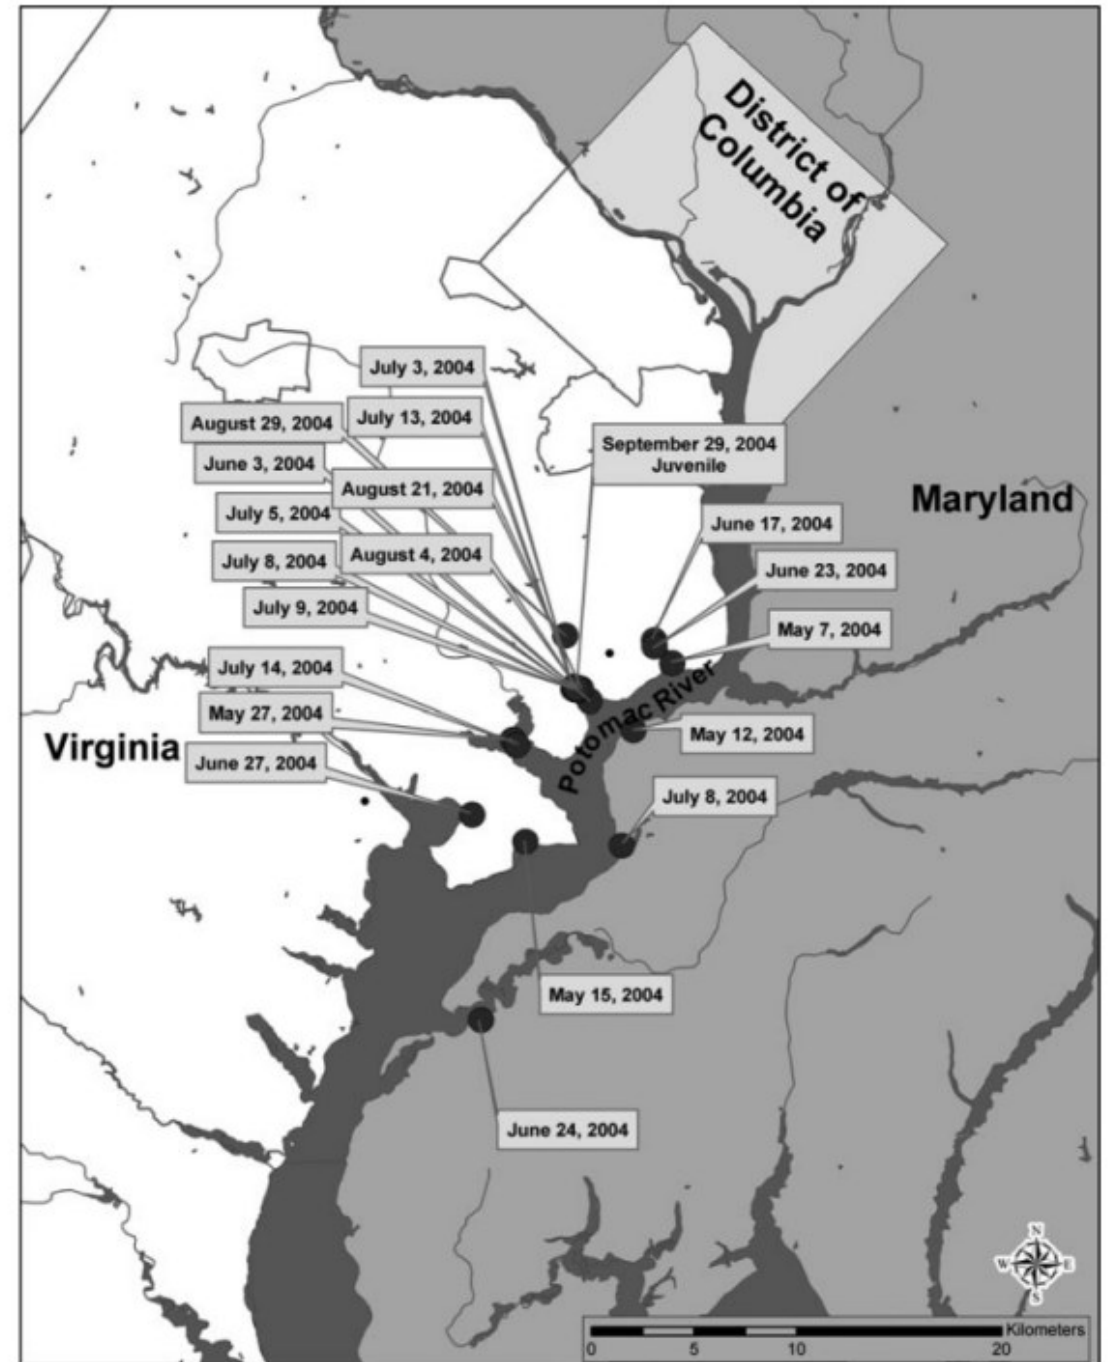 District of
Columbia
July 3, 2004
August 29, 2004
July 13, 2004
September 29, 2004
Juvenile
June 3, 2004
August 21, 2004
Maryland
July 5, 2004
June 17, 2004
August 4, 2004
July 8, 2004
June 23, 2004
July 9, 2004
May 7, 2004
July 14, 2004
May 27, 2004
Potomac River
May 12, 2004
Virginia
June 27, 2004
July 8, 2004
May 15, 2004
June 24, 2004
N
W
E
S
Kilometers
0
5
10
20